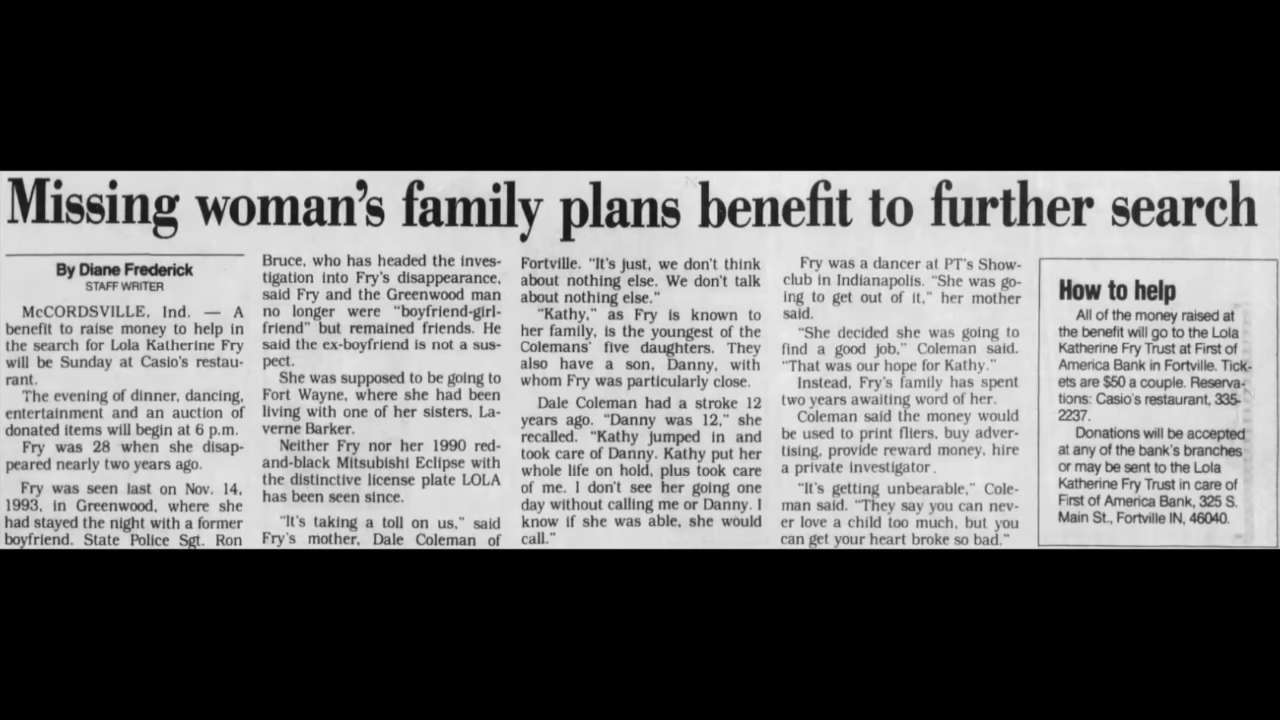 Missing woman's family plans benefit to further search
By Diane Frederick
STAFF WRITER
McCORDSVILLE, Ind. — A
benefit to raise money to help in
the search for Lola Katherine Fry
will be Sunday at Casio's restau-
rant.
The evening of dinner, dancing,
entertainment and an auction of
donated items will begin at 6 p.m.
Fry was 28 when she disap-
peared nearly two years ago.
Fry was seen last on Nov. 14,
1993, in Greenwood, where she
had stayed the night with a former
boyfriend. State Police Sgt. Ron
Bruce, who has headed the inves-
tigation into Fry's disappearance,
said Fry and the Greenwood man
no longer were "boyfriend-girl-
friend" but remained friends. He
said the ex-boyfriend is not a sus-
pect.
She was supposed to be going to
Fort Wayne, where she had been
living with one of her sisters, La-
verne Barker.
Neither Fry nor her 1990 red-
and-black Mitsubishi Eclipse with
the distinctive license plate LOLA
has been seen since.
"It's taking a toll on us," said
Fry's mother, Dale Coleman of
Fortville. "It's just, we don't think
about nothing else. We don't talk
about nothing else."
"Kathy," as Fry is known to
her family, is the youngest of the
Colemans' five daughters. They
also have a son, Danny, with
whom Fry was particularly close.
Dale Coleman had a stroke 12
years ago. "Danny was 12," she
recalled. "Kathy jumped in and
took care of Danny. Kathy put her
whole life on hold, plus took care
of me. I don't see her going one
day without calling me or Danny. I
know if she was able, she would
call."
Fry was a dancer at PT's Show-
club in Indianapolis. "She was go-
ing to get out of it," her mother
said.
"She decided she was going to
find a good job," Coleman said.
"That was our hope for Kathy."
Instead, Fry's family has spent
two years awaiting word of her.
Coleman said the money would
be used to print fliers, buy adver-
tising, provide reward money, hire
a private investigator.
"It's getting unbearable," Cole-
man said. "They say you can nev-
er love a child too much, but you
can get your heart broke so bad."
How to help
All of the money raised at
the benefit will go to the Lola
Katherine Fry Trust at First of
America Bank in Fortville. Tick-
ets are $50 a couple. Reserva-
tions: Casio's restaurant, 335-
2237.
Donations will be accepted
at any of the bank's branches
or may be sent to the Lola
Katherine Fry Trust in care of
First of America Bank, 325 S.
Main St., Fortville IN, 46040.